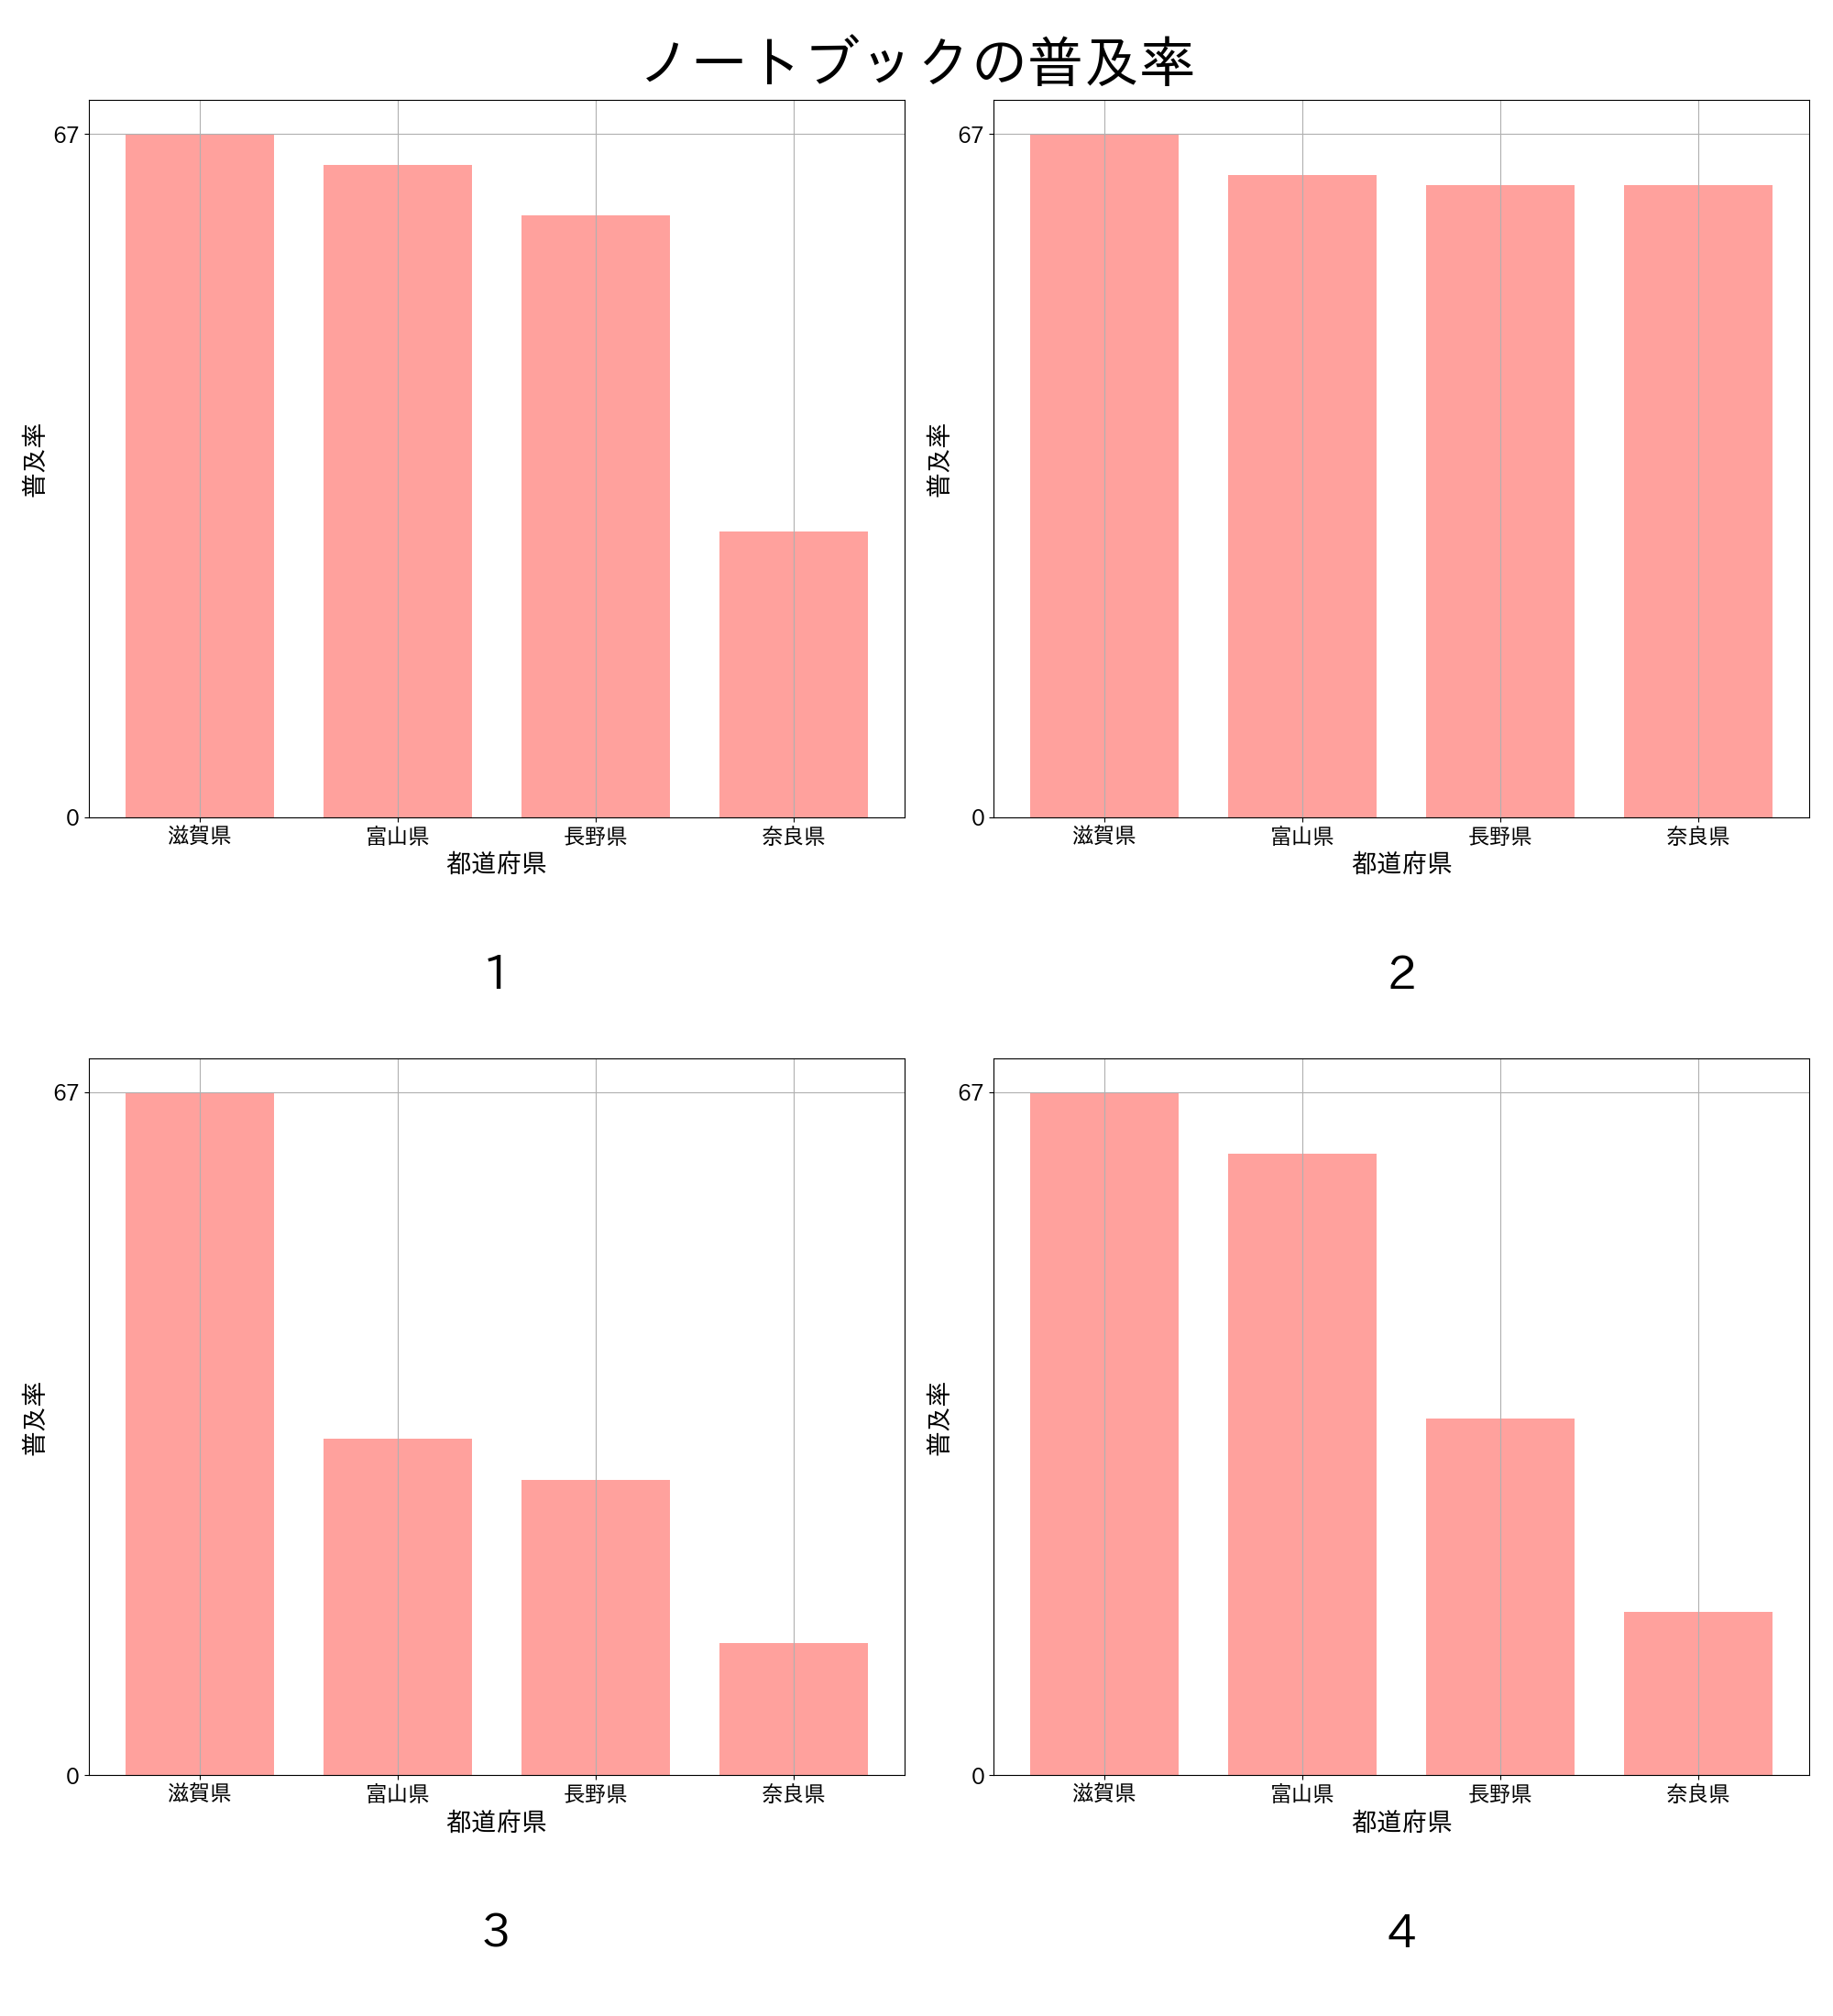 ノートブックの普及率
67
0
普及率
滋賀県 富山県 長野県 奈良県
都道府県
1
67
0
普及率
滋賀県 富山県 長野県 奈良県
都道府県
2
67
0
普及率
滋賀県 富山県 長野県 奈良県
都道府県
3
67
0
普及率
滋賀県 富山県 長野県 奈良県
都道府県
4